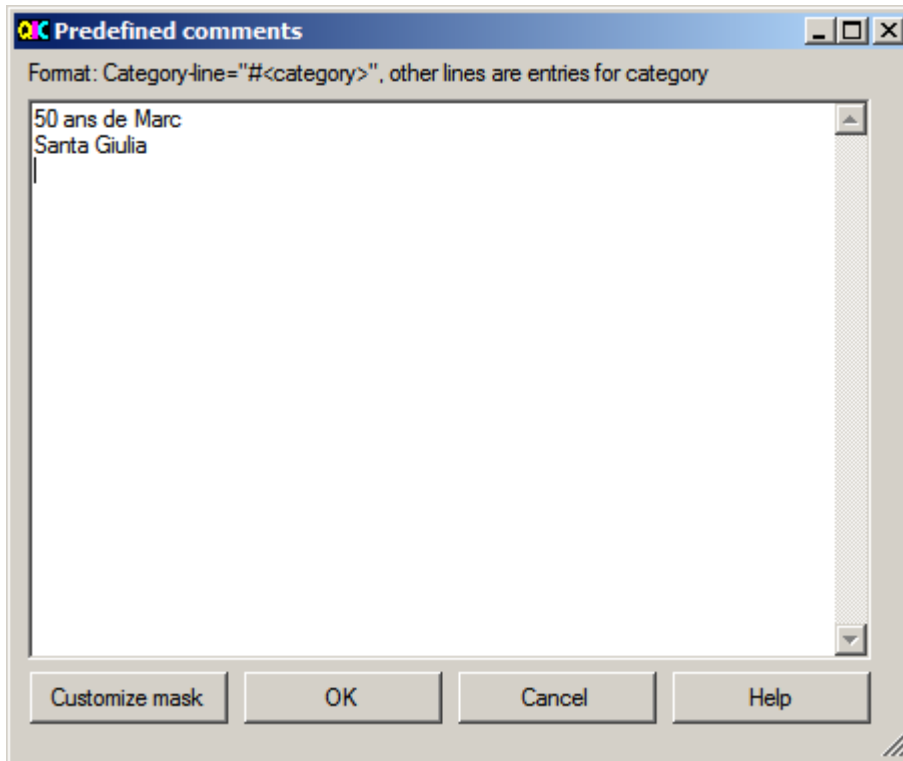 QIC Predefined comments
Format: Category-line="#<category>", other lines are entries for category
50 ans de Marc
Santa Giulia
Customize mask OK Cancel Help